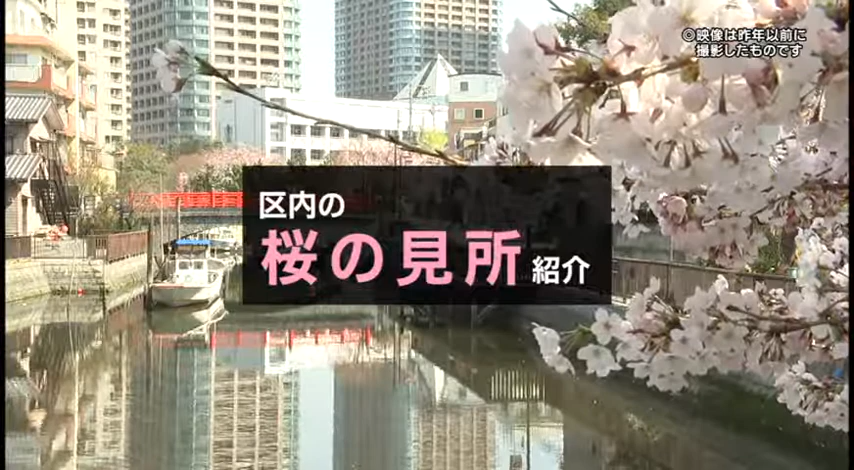 ◎映像は昨年以前に
撮影したものです
区内の
桜の見所紹介